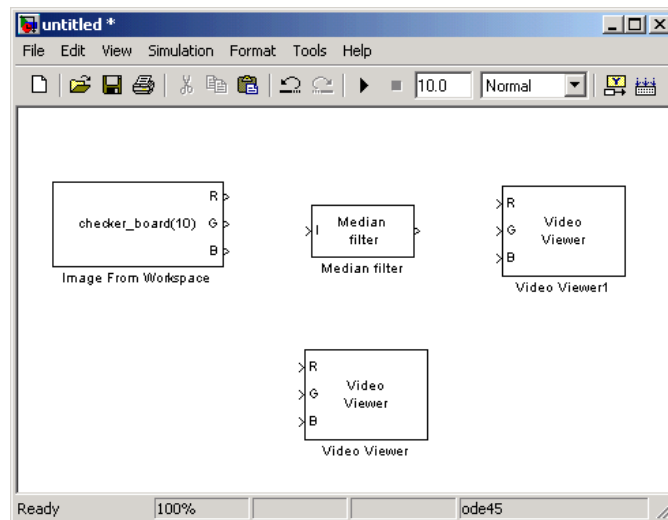 untitled *
File Edit View Simulation Format Tools Help
10.0 Normal
R
checker_board(10) G
B
Image From Workspace
I Median
filter
Median filter
R
G Video
Viewer
B
Video Viewer1
R
G Video
Viewer
B
Video Viewer
Ready 100% ode45